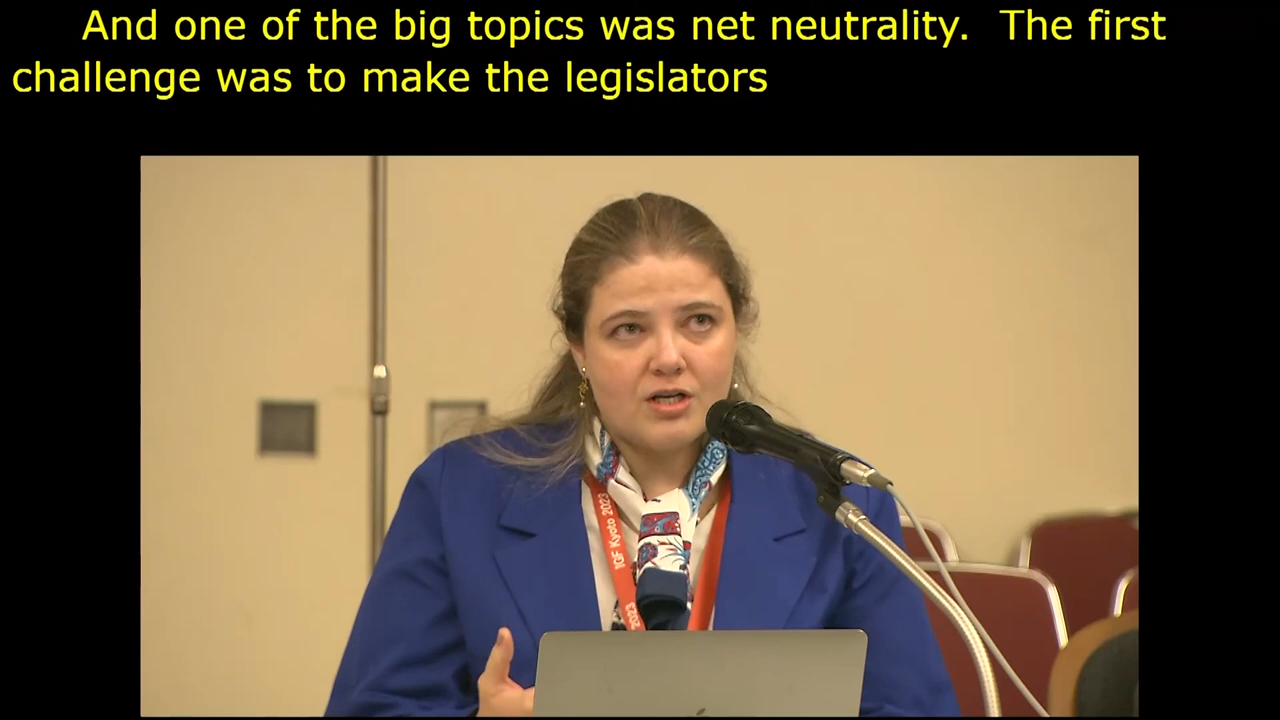 And one of the big topics was net neutrality.  The first
challenge was to make the legislators
IGF Kyoto 2023
2023